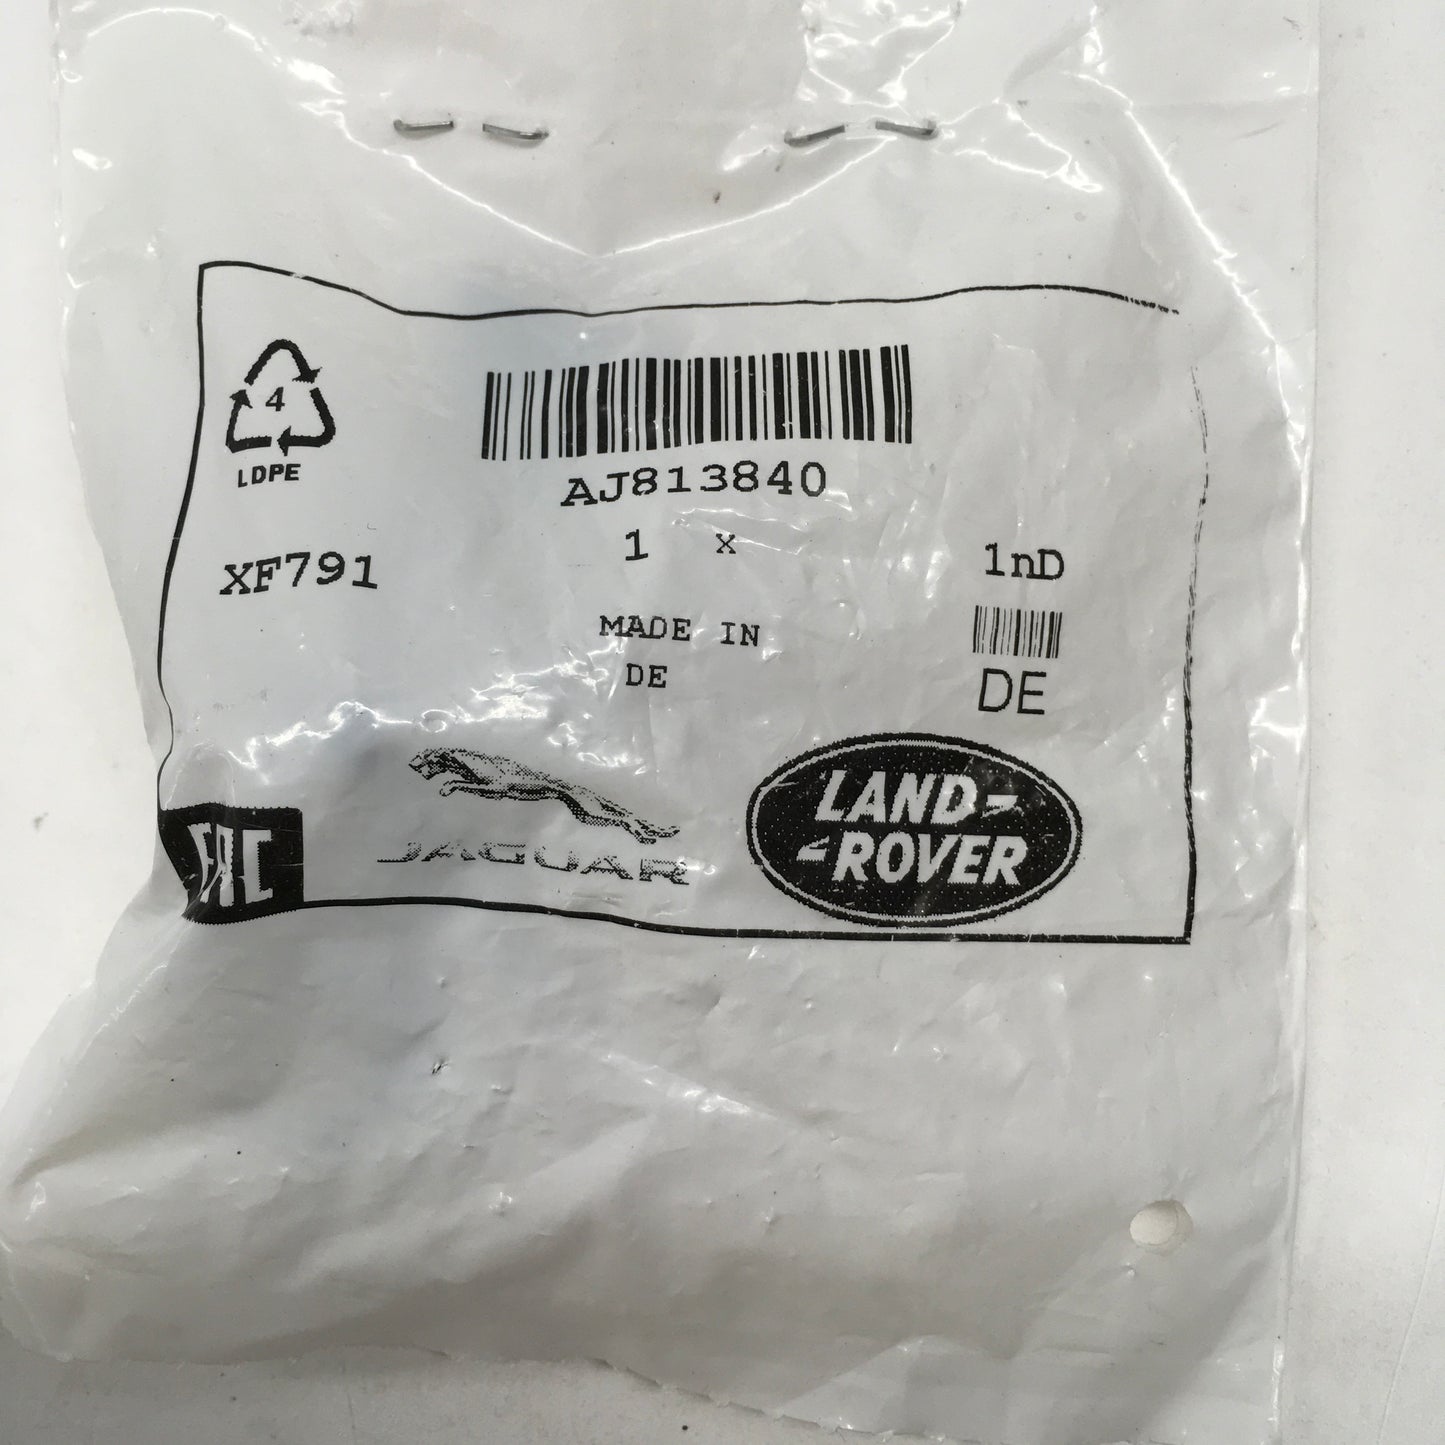 4
LDPE
AJ813840
XF791
1 x
1nD
MADE IN
DE
DE
EAC
JAGUAR
LAND-
-ROVER